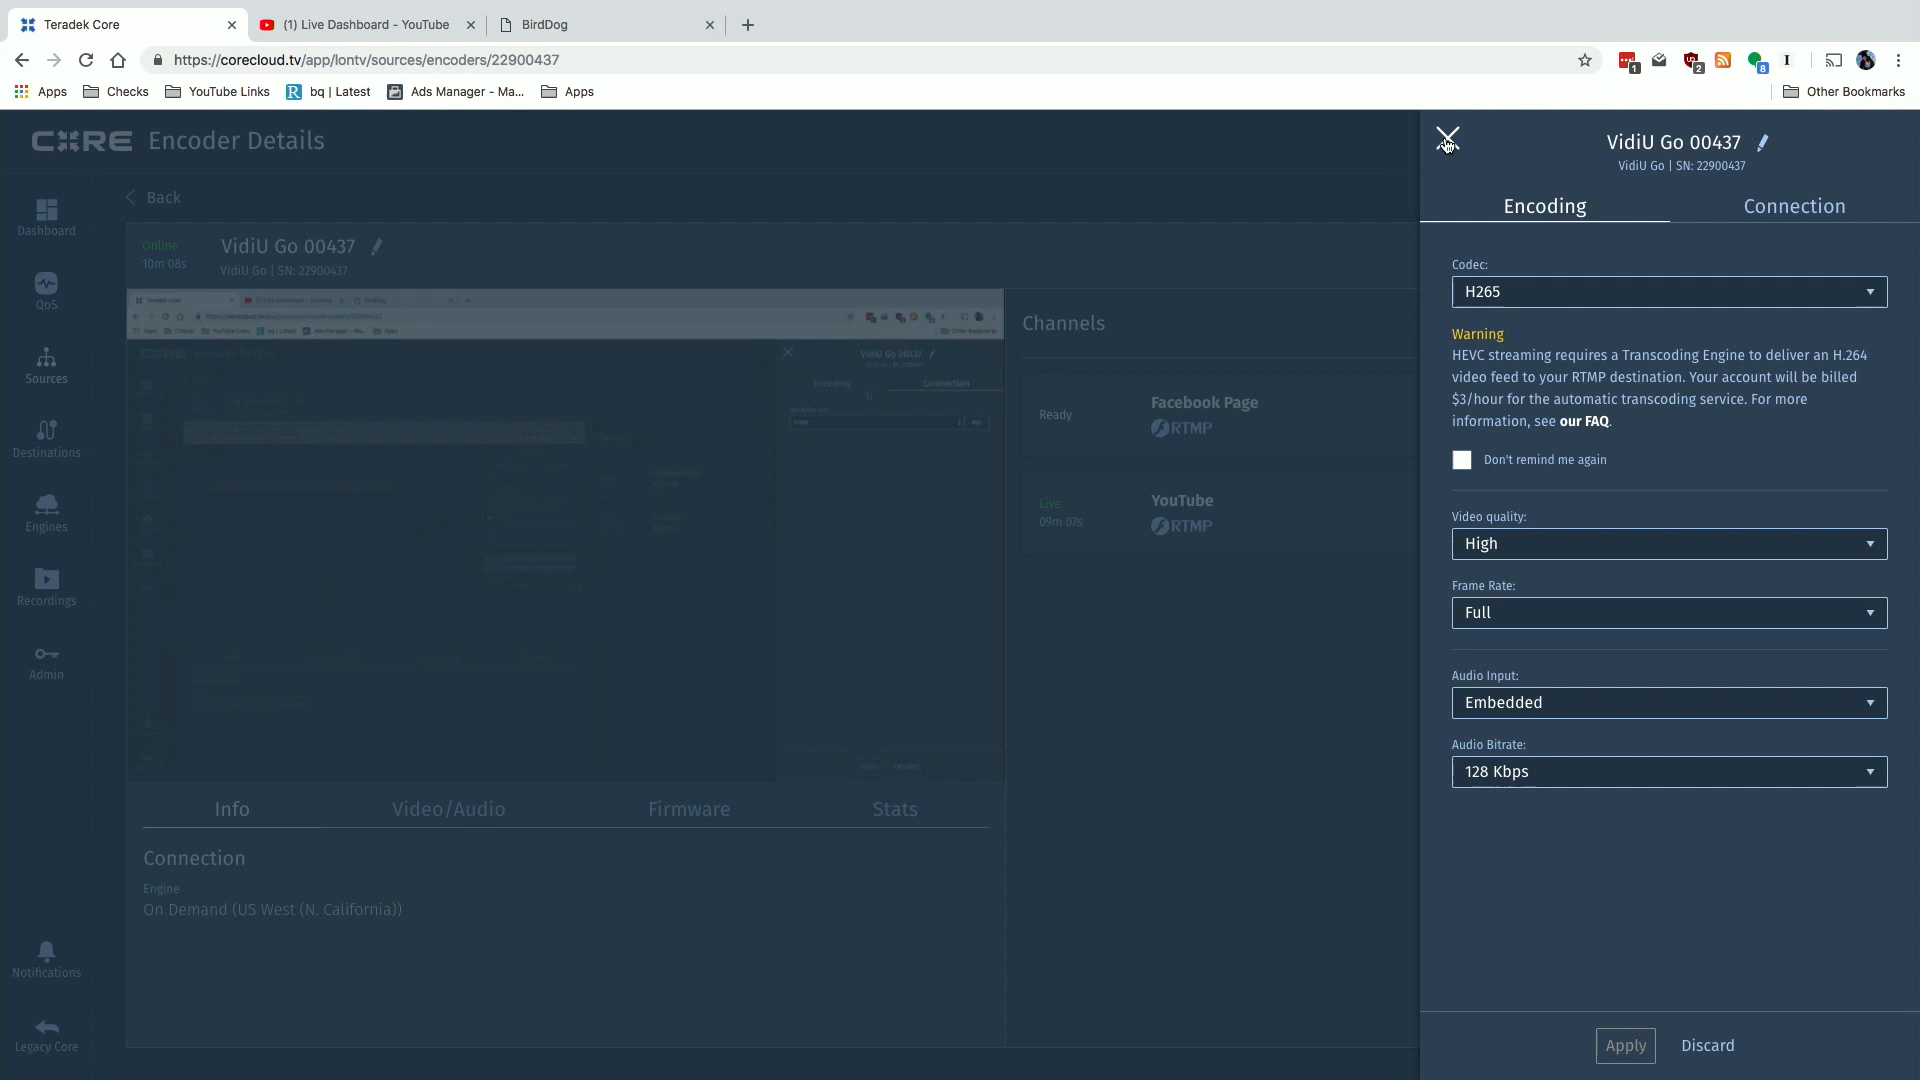 Teradek Core
(1) Live Dashboard - YouTube
BirdDog
https://corecloud.tv/app/lontv/sources/encoders/22900437
1
2
8
Apps
Checks
YouTube Links
bq | Latest
Ads Manager - Ma...
Apps
Other Bookmarks
CORE Encoder Details
Dashboard
QoS
Sources
Destinations
Engines
Recordings
Admin
Notifications
Legacy Core
Back
Online
10m 08s
VidiU Go 00437
VidiU Go | SN: 22900437
Channels
Ready
Facebook Page
RTMP
Live
09m 07s
YouTube
RTMP
Info
Video/Audio
Firmware
Stats
Connection
Engine
On Demand (US West (N. California))
VidiU Go 00437
VidiU Go | SN: 22900437
Encoding
Connection
Codec:
H265
Warning
HEVC streaming requires a Transcoding Engine to deliver an H.264
video feed to your RTMP destination. Your account will be billed
$3/hour for the automatic transcoding service. For more
information, see our FAQ.
Don't remind me again
Video quality:
High
Frame Rate:
Full
Audio Input:
Embedded
Audio Bitrate:
128 Kbps
Apply
Discard